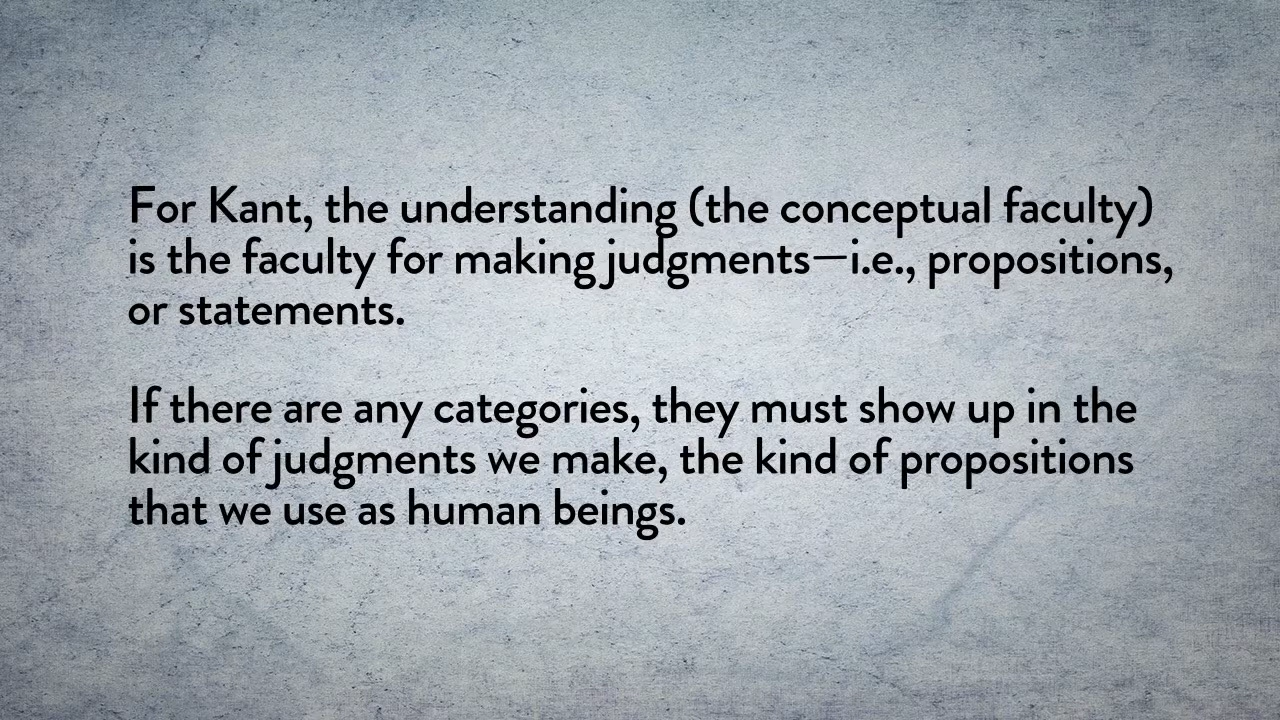 For Kant, the understanding (the conceptual faculty)
is the faculty for making judgments—i.e., propositions,
or statements.
If there are any categories, they must show up in the
kind of judgments we make, the kind of propositions
that we use as human beings.